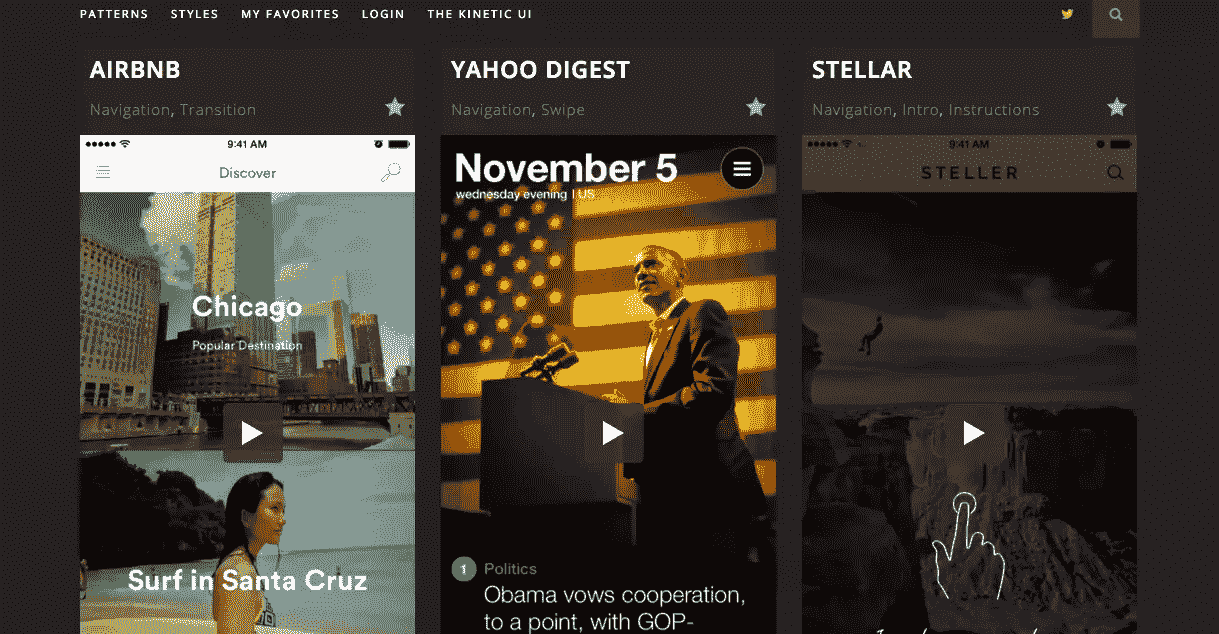 PATTERNS STYLES MY FAVORITES LOGIN THE KINETIC UI
AIRBNB
Navigation, Transition
9:41 AM
Discover
Chicago
Popular Destination
Surf in Santa Cruz
YAHOO DIGEST
Navigation, Swipe
November 5
wednesday evening | US
1 Politics
Obama vows cooperation,
to a point, with GOP-
STELLAR
Navigation, Intro, Instructions
9:41 AM
STELLER